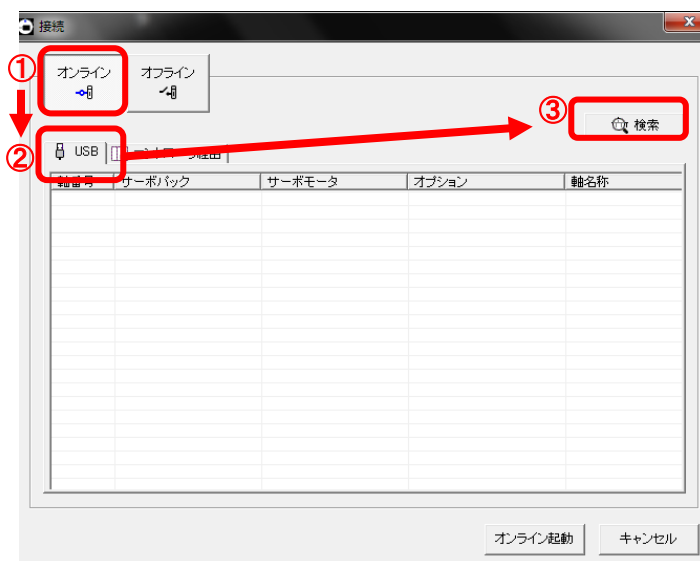 接続
① オンライン オフライン
③ 検索
② USB
軸番号 サーボパック サーボモータ オプション 軸名称
オンライン起動 キャンセル